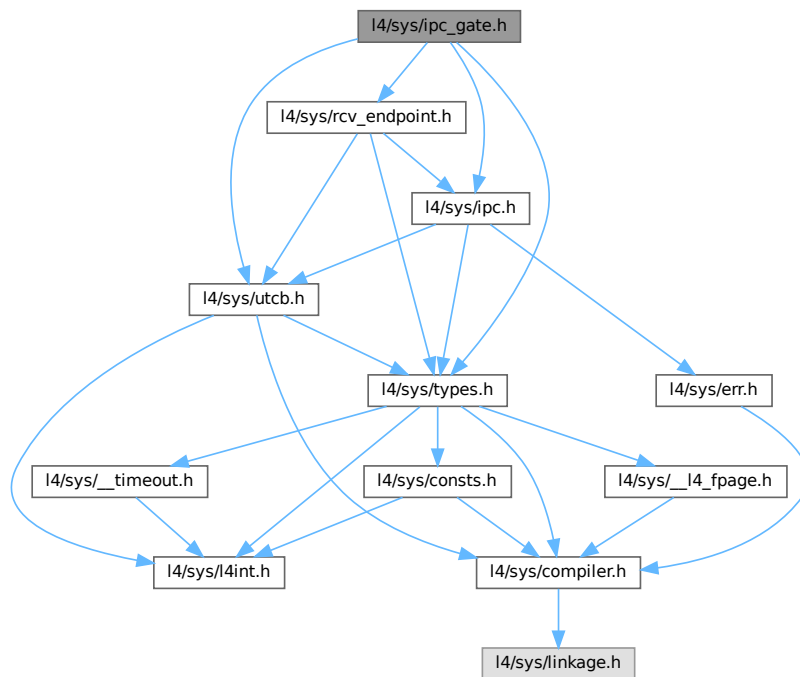 l4/sys/ipc_gate.h
l4/sys/rcv_endpoint.h
l4/sys/ipc.h
l4/sys/utcb.h
l4/sys/types.h
l4/sys/err.h
l4/sys/__timeout.h
l4/sys/consts.h
l4/sys/__l4_fpage.h
l4/sys/l4int.h
l4/sys/compiler.h
l4/sys/linkage.h